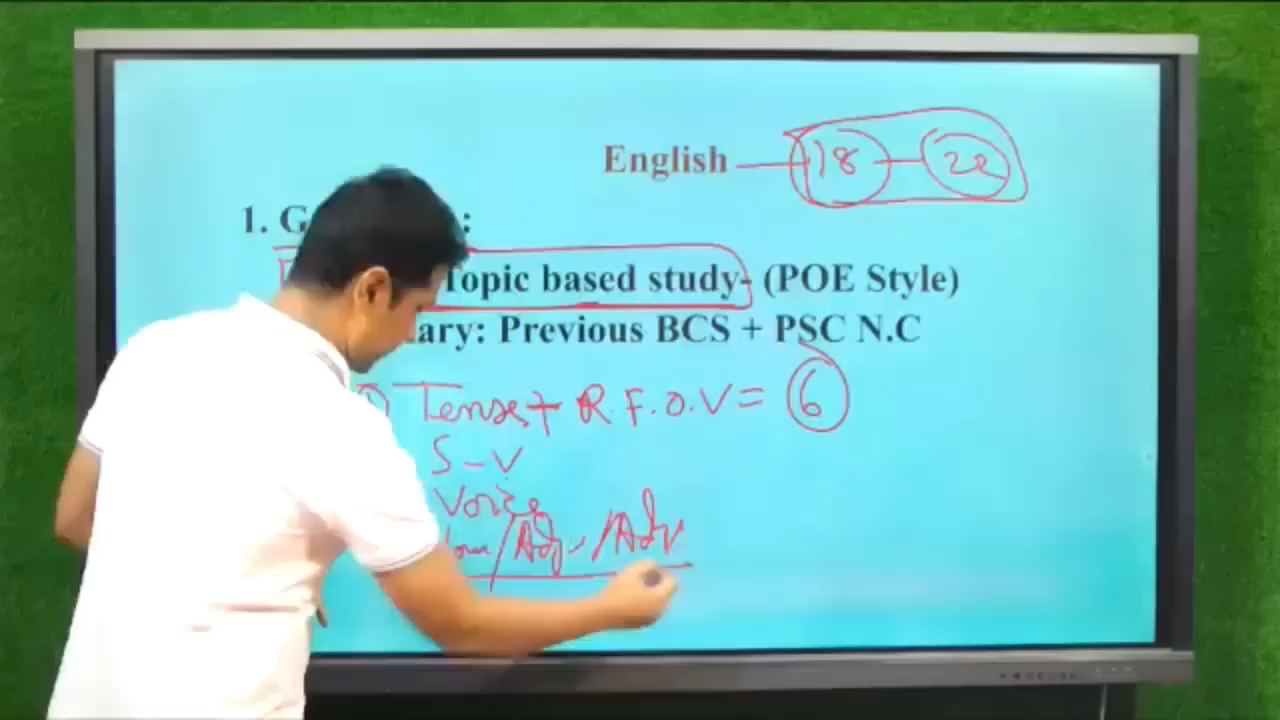 English — 18 — 22
1. G :
Topic based study- (POE Style)
ary: Previous BCS + PSC N.C
Tense + R.F.O.V = 6
S-V
Voice
/Adj - /Adv